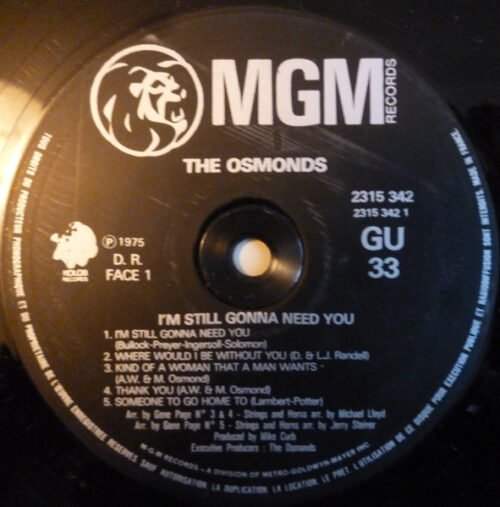 MGM
RECORDS
THE OSMONDS
2315 342
2315 342 1
GU
33
KOLOB
RECORDS
℗ 1975
D. R.
FACE 1
I'M STILL GONNA NEED YOU
1. I'M STILL GONNA NEED YOU
(Bullock-Preyer-Ingersoll-Solomon)
2. WHERE WOULD I BE WITHOUT YOU (D. & L.J. Randell)
3. KIND OF A WOMAN THAT A MAN WANTS -
(A.W. & M. Osmond)
4. THANK YOU (A.W. & M. Osmond)
5. SOMEONE TO GO HOME TO (Lambert-Potter)
Arr. by Gene Page N° 3 & 4 - Strings and Horns arr. by Michael Lloyd
Arr. by Gene Page N° 5 - Strings and Horns arr. by Jerry Steiner
Produced by Mike Curb
Executive Producers : The Osmonds
M-G-M RECORDS - A DIVISION OF METRO-GOLDWYN-MAYER INC
TOUS DROITS DU PRODUCTEUR PHONOGRAPHIQUE ET DU PROPRIETAIRE DE L'ŒUVRE ENREGISTREE RESERVES SAUF AUTORISATION. LA DUPLICATION, LA LOCATION, LE PRET, L'UTILISATION DE CE DISQUE POUR EXECUTION PUBLIQUE ET RADIODIFFUSION SONT INTERDITS. MADE IN FRANCE.